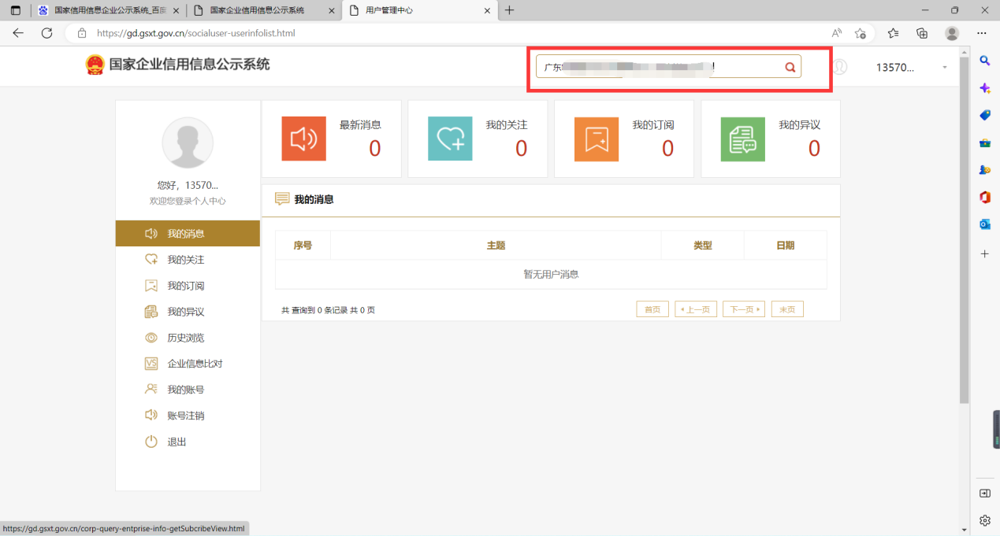 国家信用信息企业公示系统_百度
国家企业信用信息公示系统
用户管理中心
https://gd.gsxt.gov.cn/socialuser-userinfolist.html
国家企业信用信息公示系统
广东
13570...
最新消息
0
我的关注
0
我的订阅
0
我的异议
0
您好，13570...
欢迎您登录个人中心
我的消息
我的关注
我的订阅
我的异议
历史浏览
企业信息比对
我的账号
账号注销
退出
我的消息
序号 主题 类型 日期
暂无用户消息
共 查询到 0 条记录 共 0 页
首页 上一页 下一页 末页
https://gd.gsxt.gov.cn/corp-query-entprise-info-getSubcribeView.html